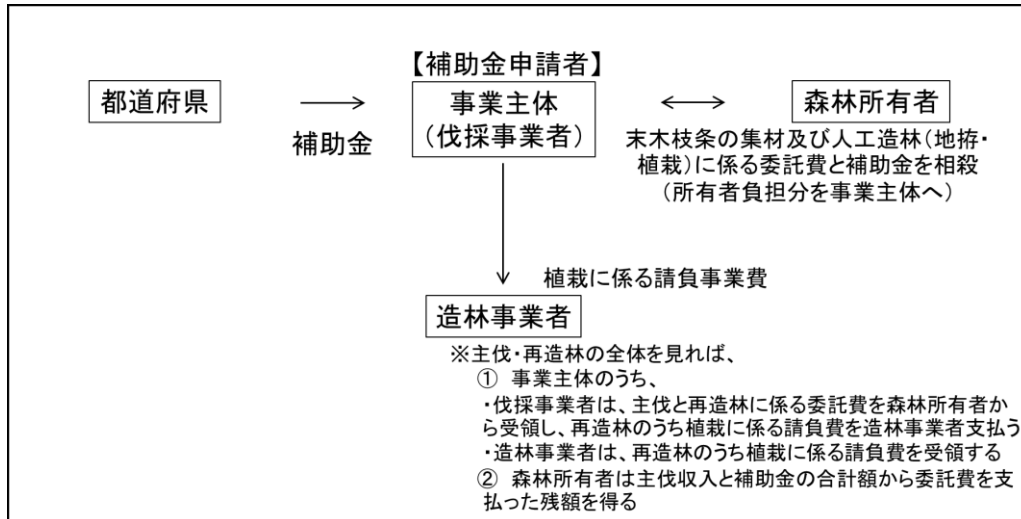 【補助金申請者】
都道府県
事業主体
(伐採事業者)
森林所有者
補助金
末木枝条の集材及び人工造林(地拵・
植栽)に係る委託費と補助金を相殺
(所有者負担分を事業主体へ)
植栽に係る請負事業費
造林事業者
※主伐・再造林の全体を見れば、
① 事業主体のうち、
・伐採事業者は、主伐と再造林に係る委託費を森林所有者か
ら受領し、再造林のうち植栽に係る請負費を造林事業者支払う
・造林事業者は、再造林のうち植栽に係る請負費を受領する
② 森林所有者は主伐収入と補助金の合計額から委託費を支
払った残額を得る